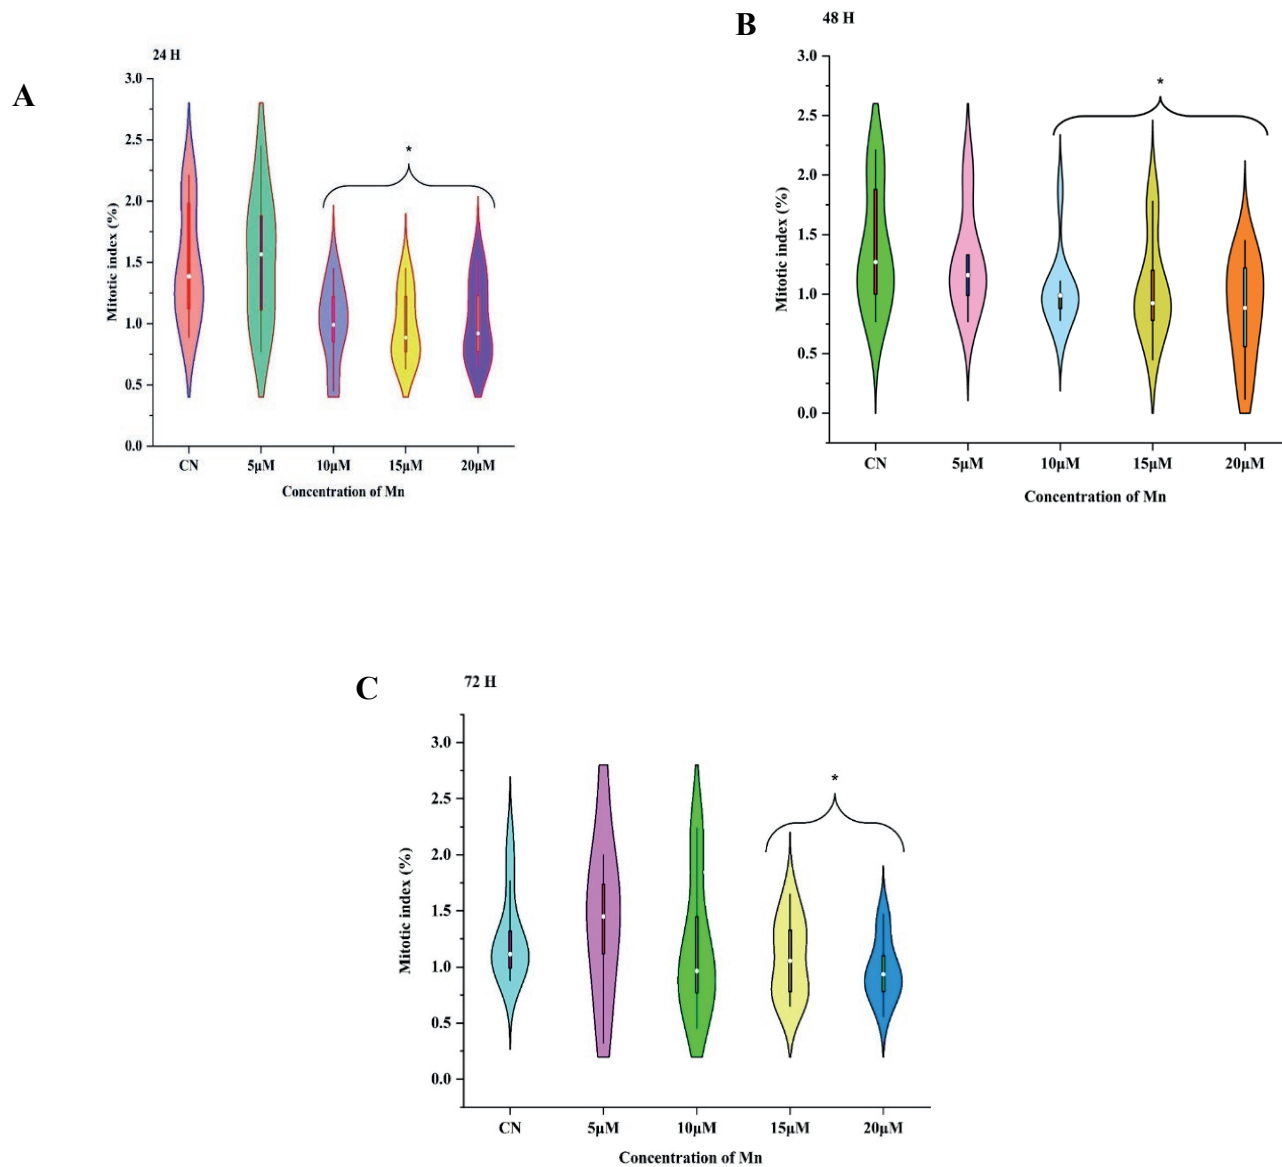 A
24 H
3.0
2.5
2.0
1.5
1.0
0.5
0.0
Mitotic index (%)
*
CN 5µM 10µM 15µM 20µM
Concentration of Mn
B
48 H
3.0
2.5
2.0
1.5
1.0
0.5
0.0
Mitotic index (%)
*
CN 5µM 10µM 15µM 20µM
Concentration of Mn
C
72 H
3.0
2.5
2.0
1.5
1.0
0.5
0.0
Mitotic index (%)
*
CN 5µM 10µM 15µM 20µM
Concentration of Mn